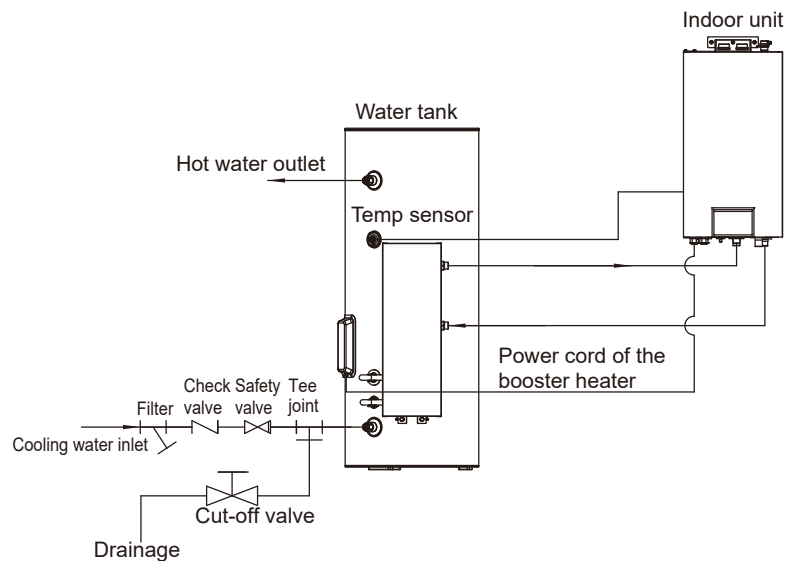 Indoor unit
Water tank
Hot water outlet
Temp sensor
Power cord of the
booster heater
Check Safety Tee
Filter valve valve joint
Cooling water inlet
Cut-off valve
Drainage